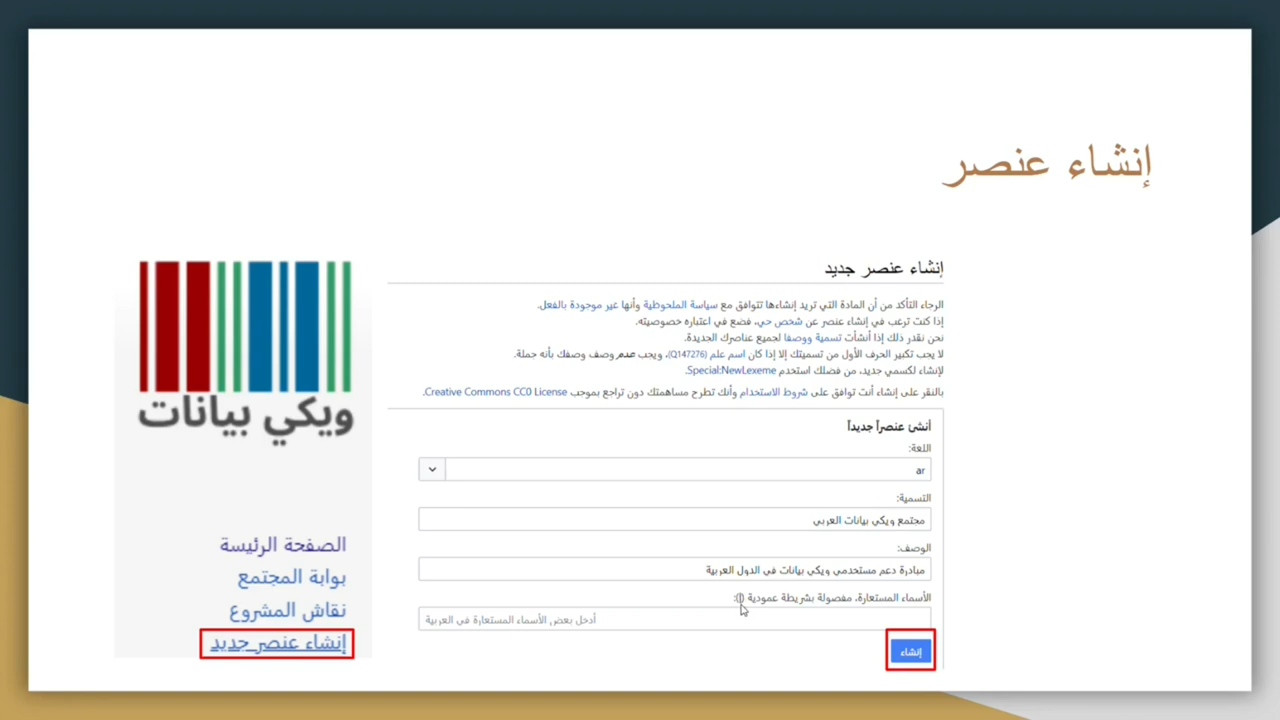 إنشاء عنصر
إنشاء عنصر جديد
الرجاء التأكد من أن المادة التي تريد إنشاءها تتوافق مع سياسة الملحوظية وأنها غير موجودة بالفعل.
إذا كنت ترغب في إنشاء عنصر عن شخص حي، فضع في اعتباره خصوصيته.
نحن نقدر ذلك إذا أنشأت تسمية ووصفا لجميع عناصرك الجديدة.
لا يجب تكبير الحرف الأول من تسميتك إلا إذا كان اسم علم (Q147276)، ويجب عدم وصف وصفك بأنه جملة.
لإنشاء لكسمي جديد، من فضلك استخدم Special:NewLexeme.
بالنقر على إنشاء أنت توافق على شروط الاستخدام وأنك تطرح مساهمتك دون تراجع بموجب Creative Commons CC0 License.
أنشئ عنصراً جديداً
اللغة:
ar
التسمية:
مجتمع ويكي بيانات العربي
الوصف:
مبادرة دعم مستخدمي ويكي بيانات في الدول العربية
الأسماء المستعارة، مفصولة بشريطة عمودية (|):
أدخل بعض الأسماء المستعارة في العربية
إنشاء
ويكي بيانات
الصفحة الرئيسة
بوابة المجتمع
نقاش المشروع
إنشاء عنصر جديد